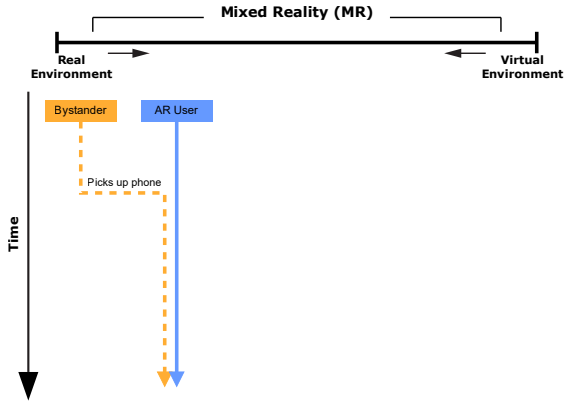 Mixed Reality (MR)
Real
Environment
Virtual
Environment
Bystander
AR User
Picks up phone
Time